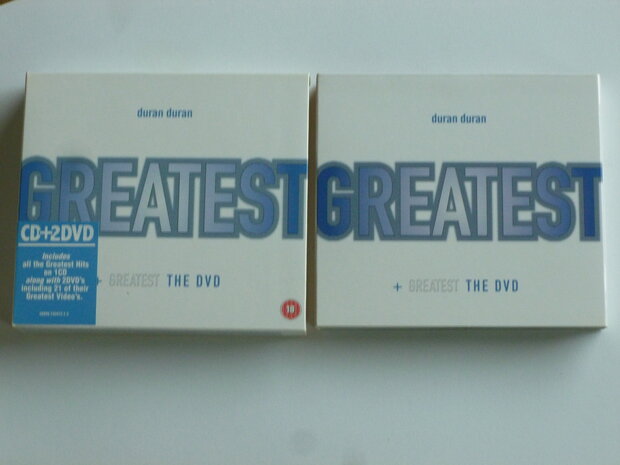 duran duran
GREATEST
CD+2DVD
Includes
all the Greatest Hits
on 1CD
along with 2DVD's
including 21 of their
Greatest Video's.
+ GREATEST THE DVD
18
duran duran
GREATEST
+ GREATEST THE DVD